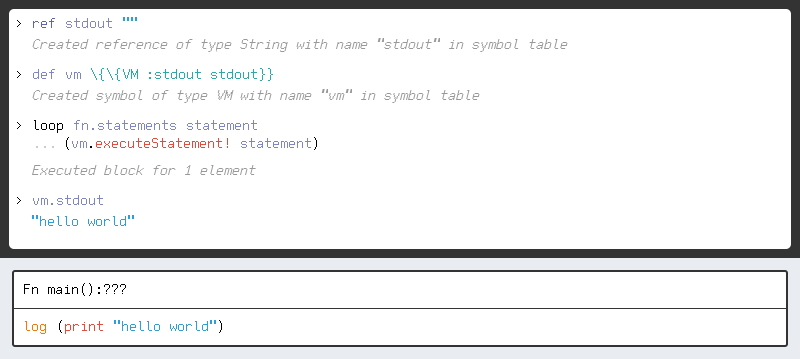 > ref stdout ""
Created reference of type String with name "stdout" in symbol table
> def vm \{\{VM :stdout stdout}}
Created symbol of type VM with name "vm" in symbol table
> loop fn.statements statement
... (vm.executeStatement! statement)
Executed block for 1 element
> vm.stdout
"hello world"
Fn main():???
log (print "hello world")